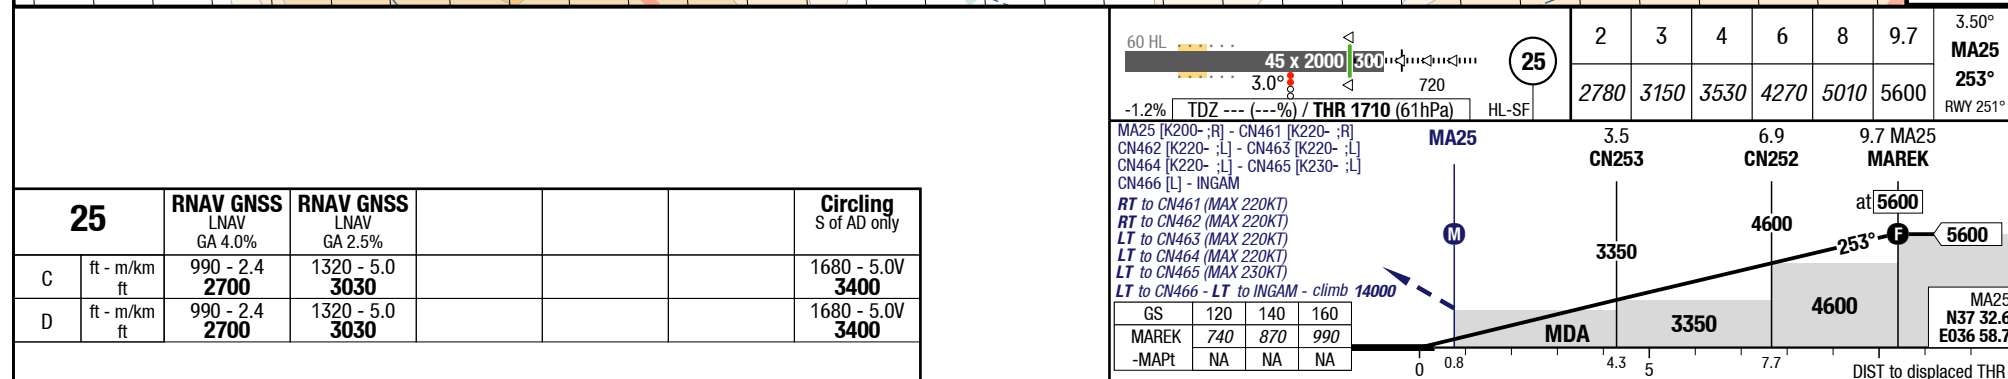 25
RNAV GNSS
LNAV
GA 4.0%
RNAV GNSS
LNAV
GA 2.5%
Circling
S of AD only
C
ft - m/km
ft
990 - 2.4
2700
1320 - 5.0
3030
1680 - 5.0V
3400
D
ft - m/km
ft
990 - 2.4
2700
1320 - 5.0
3030
1680 - 5.0V
3400
60 HL
45 x 2000
300
3.0°
720
25
-1.2%
TDZ --- (---%) / THR 1710 (61hPa)
HL-SF
2 3 4 6 8 9.7
2780 3150 3530 4270 5010 5600
3.50°
MA25
253°
RWY 251°
MA25 [K200- ;R] - CN461 [K220- ;R]
CN462 [K220- ;L] - CN463 [K220- ;L]
CN464 [K220- ;L] - CN465 [K230- ;L]
CN466 [L] - INGAM
RT to CN461 (MAX 220KT)
RT to CN462 (MAX 220KT)
LT to CN463 (MAX 220KT)
LT to CN464 (MAX 220KT)
LT to CN465 (MAX 230KT)
LT to CN466 - LT to INGAM - climb 14000
GS 120 140 160
MAREK 740 870 990
-MAPt NA NA NA
MA25
M
3.5
CN253
6.9
CN252
9.7 MA25
MAREK
at 5600
4600
3350
253°
F
5600
MDA
3350
4600
MA25
N37 32.6
E036 58.7
0 0.8 4.3 5 7.7
DIST to displaced THR